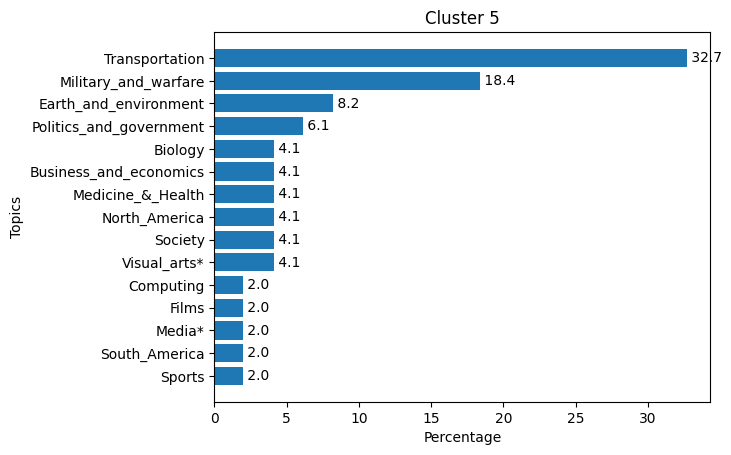 Cluster 5
Topics
Transportation 32.7
Military_and_warfare 18.4
Earth_and_environment 8.2
Politics_and_government 6.1
Biology 4.1
Business_and_economics 4.1
Medicine_&_Health 4.1
North_America 4.1
Society 4.1
Visual_arts* 4.1
Computing 2.0
Films 2.0
Media* 2.0
South_America 2.0
Sports 2.0
0 5 10 15 20 25 30
Percentage